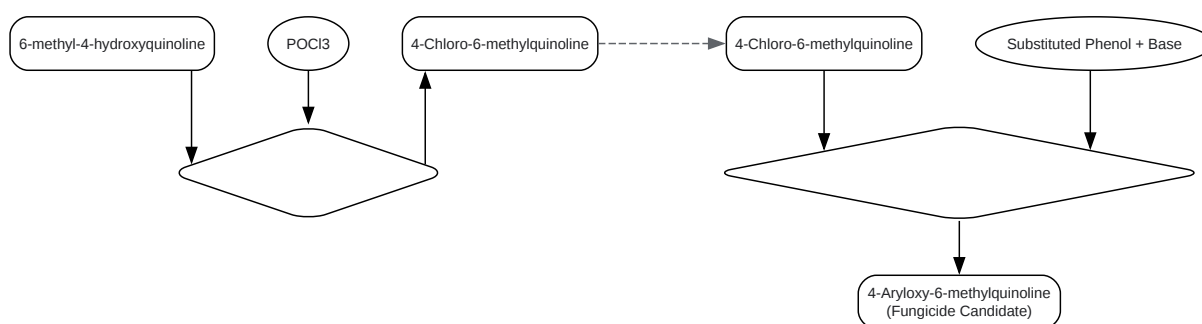 6-methyl-4-hydroxyquinoline
POCl3
4-Chloro-6-methylquinoline
4-Chloro-6-methylquinoline
Substituted Phenol + Base
4-Aryloxy-6-methylquinoline
(Fungicide Candidate)